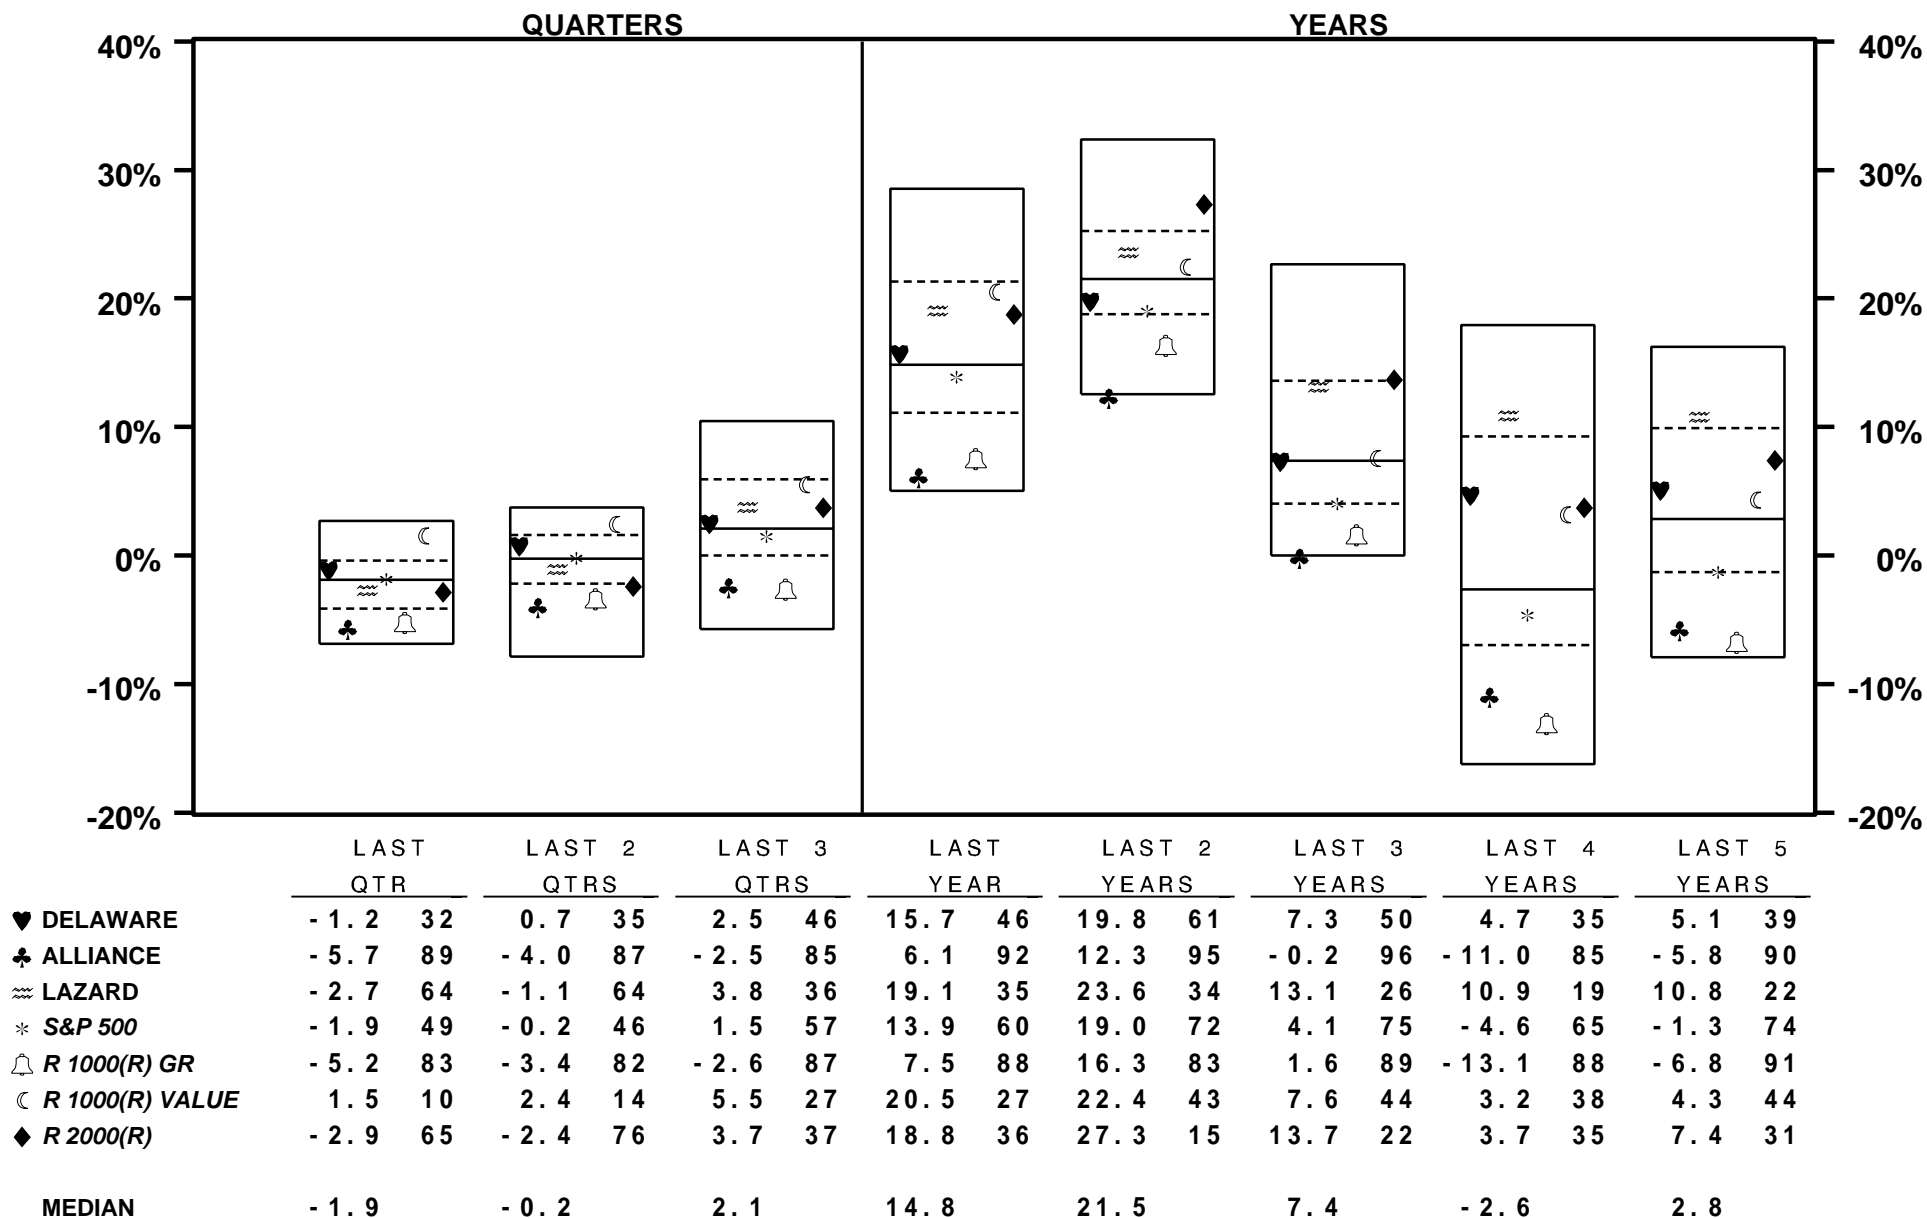 QUARTERS YEARS
40% 40%
30% 30%
20% 20%
10% 10%
0% 0%
-10% -10%
-20% -20%
LAST LAST 2 LAST 3 LAST LAST 2 LAST 3 LAST 4 LAST 5
QTR QTRS QTRS YEAR YEARS YEARS YEARS YEARS
♥ DELAWARE -1.2 32 0.7 35 2.5 46 15.7 46 19.8 61 7.3 50 4.7 35 5.1 39
♣ ALLIANCE -5.7 89 -4.0 87 -2.5 85 6.1 92 12.3 95 -0.2 96 -11.0 85 -5.8 90
LAZARD -2.7 64 -1.1 64 3.8 36 19.1 35 23.6 34 13.1 26 10.9 19 10.8 22
* S&P 500 -1.9 49 -0.2 46 1.5 57 13.9 60 19.0 72 4.1 75 -4.6 65 -1.3 74
R 1000(R) GR -5.2 83 -3.4 82 -2.6 87 7.5 88 16.3 83 1.6 89 -13.1 88 -6.8 91
☾ R 1000(R) VALUE 1.5 10 2.4 14 5.5 27 20.5 27 22.4 43 7.6 44 3.2 38 4.3 44
♦ R 2000(R) -2.9 65 -2.4 76 3.7 37 18.8 36 27.3 15 13.7 22 3.7 35 7.4 31
MEDIAN -1.9 -0.2 2.1 14.8 21.5 7.4 -2.6 2.8